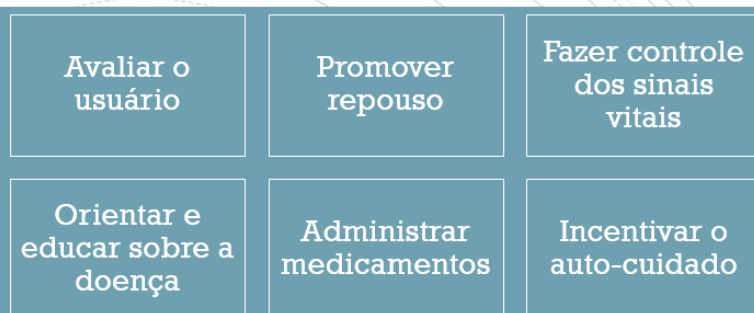 Avaliar o
usuário
Promover
repouso
Fazer controle
dos sinais
vitais
Orientar e
educar sobre a
doença
Administrar
medicamentos
Incentivar o
auto-cuidado